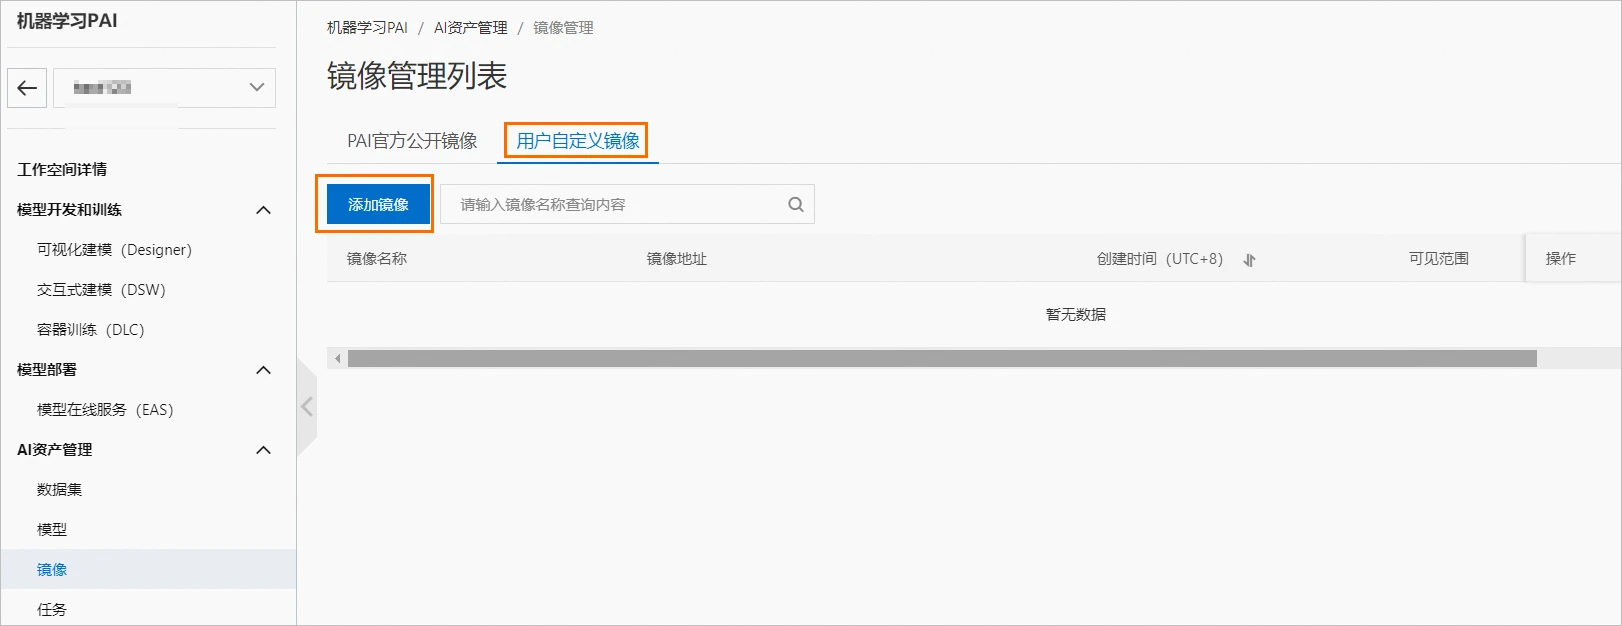 机器学习PAI
工作空间详情
模型开发和训练
可视化建模（Designer）
交互式建模（DSW）
容器训练（DLC）
模型部署
模型在线服务（EAS）
AI资产管理
数据集
模型
镜像
任务
机器学习PAI / AI资产管理 / 镜像管理
镜像管理列表
PAI官方公开镜像 用户自定义镜像
添加镜像 请输入镜像名称查询内容
镜像名称 镜像地址 创建时间（UTC+8） 可见范围 操作
暂无数据